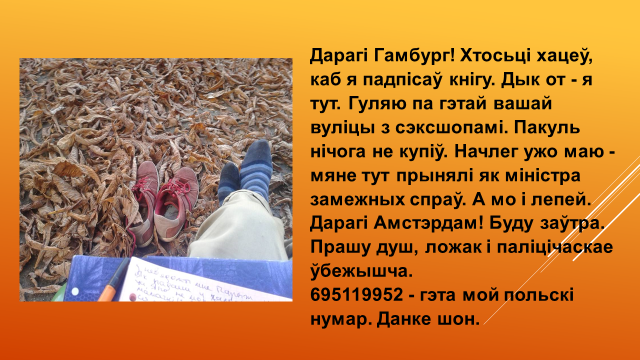 Дарагі Гамбург! Хтосьці хацеў,
каб я падпісаў кнігу. Дык от - я
тут. Гуляю па гэтай вашай
вуліцы з сэксшопамі. Пакуль
нічога не купіў. Начлег ужо маю -
мяне тут прынялі як міністра
замежных спраў. А мо і лепей.
Дарагі Амстэрдам! Буду заўтра.
Прашу душ, ложак і паліцічаскае
ўбежышча.
695119952 - гэта мой польскі
нумар. Данке шон.